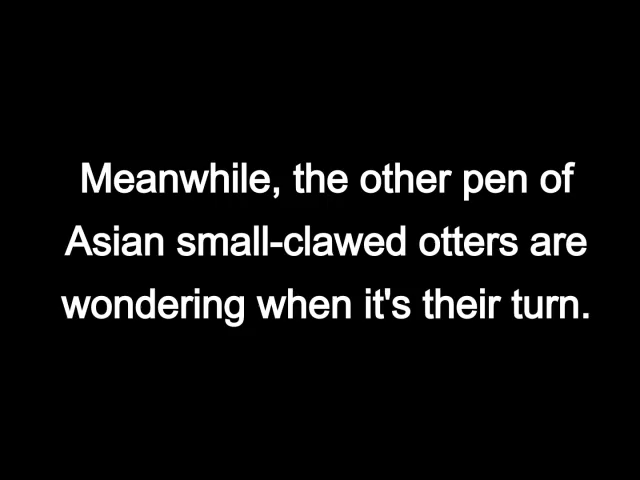 Meanwhile, the other pen of
Asian small-clawed otters are
wondering when it's their turn.